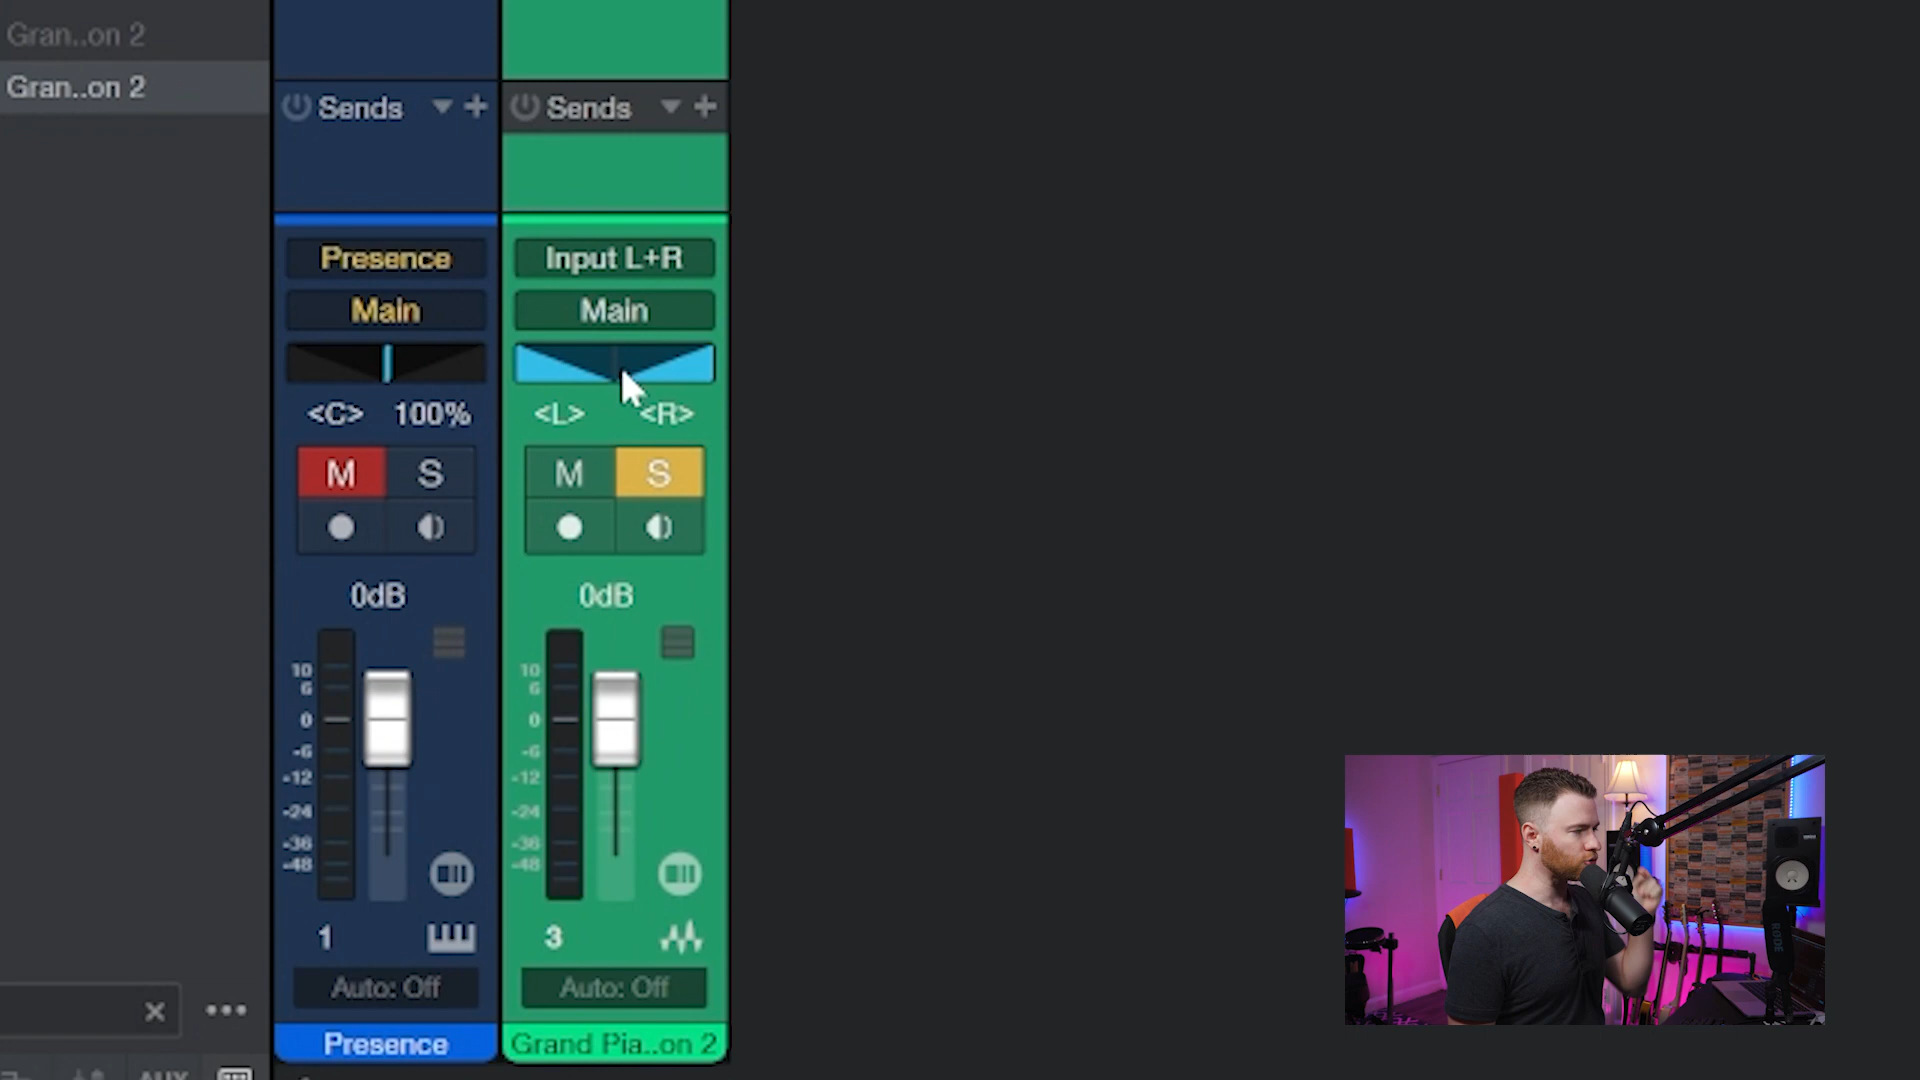 Gran..on 2
Gran..on 2
Sends
Presence
Main
<C> 100%
M S
0dB
10
6
0
-6
-12
-24
-36
-48
1
Auto: Off
Presence
Sends
Input L+R
Main
<L> <R>
M S
0dB
10
6
0
-6
-12
-24
-36
-48
3
Auto: Off
Grand Pia..on 2
AUX
RODE